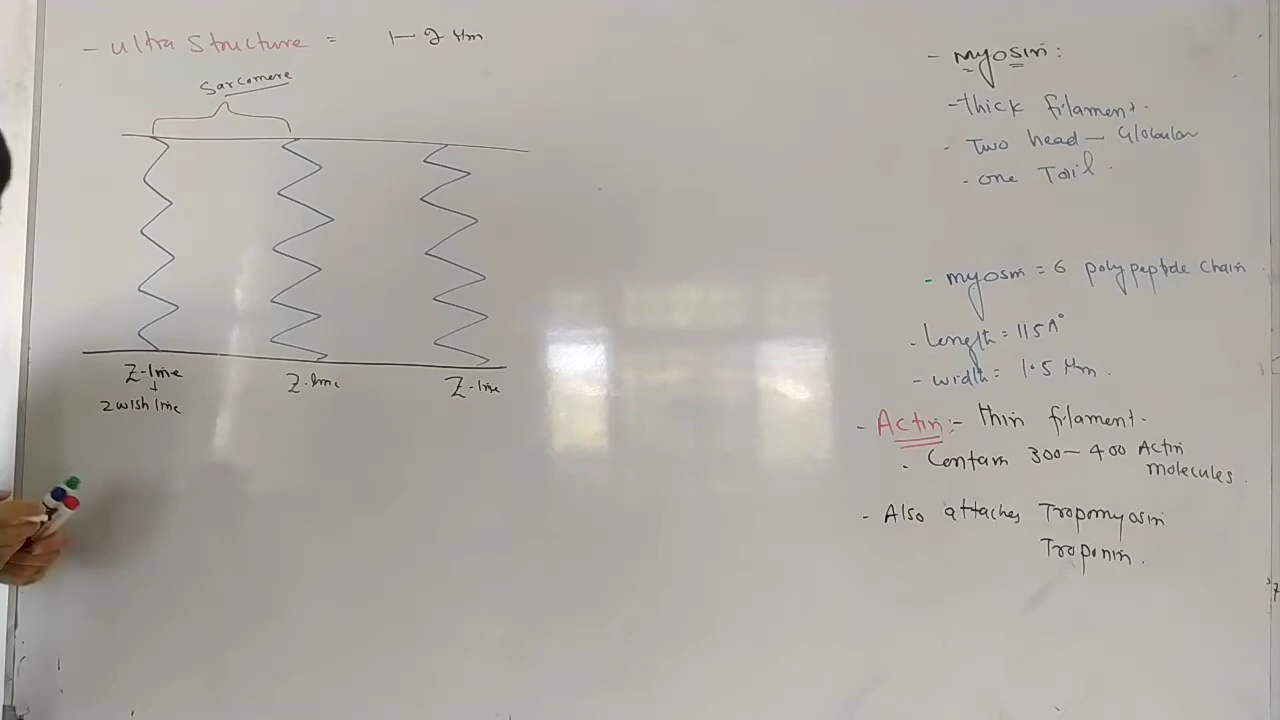 - Ultra Structure = 1-2 μm
Sarcomere
Z-line
Zwish line
Z-line
Z-line
- myosin:
- thick filament.
- Two head - Globular
- one Tail.
- myosin = 6 polypeptide chain
- length = 115A°
- width = 1.5 μm.
- Actin:- thin filament.
- Contain 300-400 Actin
molecules.
- Also attaches Tropomyosin
Troponin.